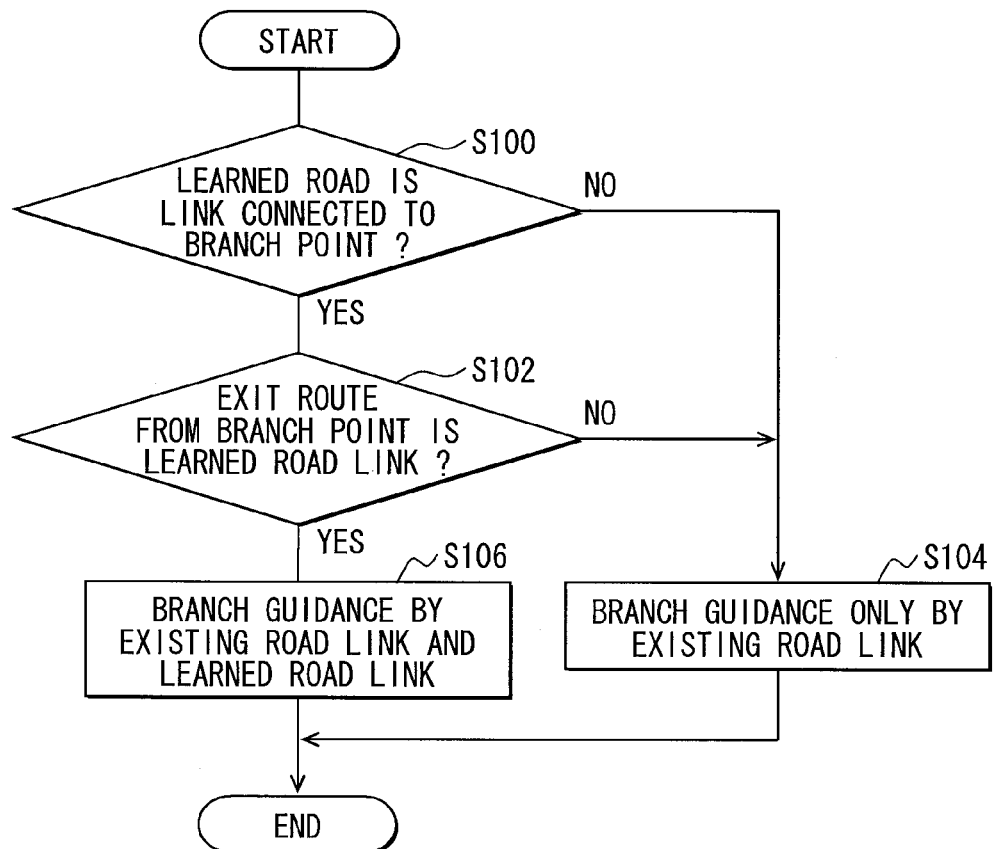 START
S100
LEARNED ROAD IS
LINK CONNECTED TO
BRANCH POINT ?
NO
YES
S102
EXIT ROUTE
FROM BRANCH POINT IS
LEARNED ROAD LINK ?
NO
YES
S106
BRANCH GUIDANCE BY
EXISTING ROAD LINK AND
LEARNED ROAD LINK
S104
BRANCH GUIDANCE ONLY BY
EXISTING ROAD LINK
END